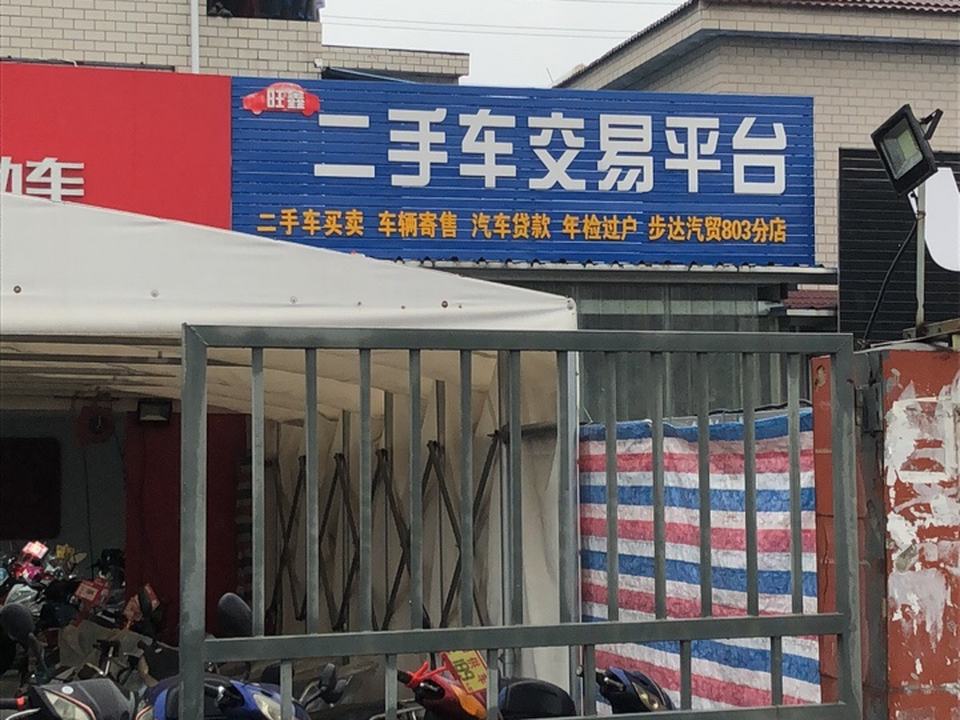 旺鑫
二手车交易平台
二手车买卖 车辆寄售 汽车贷款 年检过户 步达汽贸803分店
动车